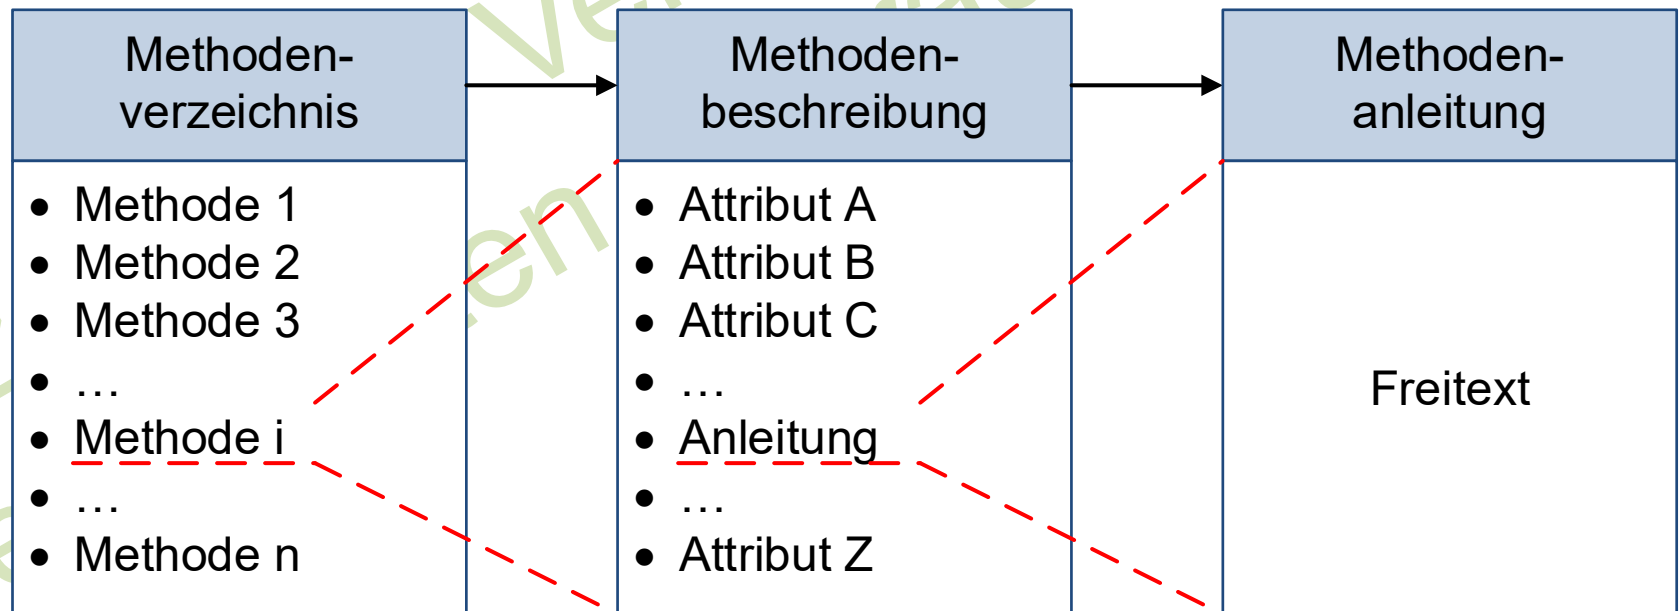 Methoden-
verzeichnis
• Methode 1
• Methode 2
• Methode 3
• …
• Methode i
• …
• Methode n
Methoden-
beschreibung
• Attribut A
• Attribut B
• Attribut C
• …
• Anleitung
• …
• Attribut Z
Methoden-
anleitung
Freitext